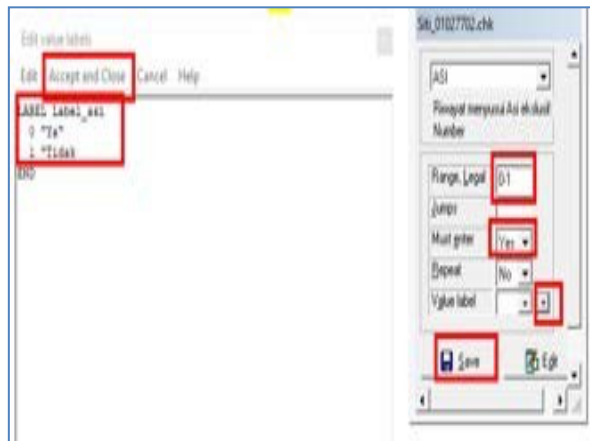 Edit value labels
Edit Accept and Close Cancel Help
LABEL label_asi
0 "Ya"
1 "Tidak
END
Siti_01027702.chk
ASI
Riwayat menyusui Asi eksklusif
Number
Range, Legal 0-1
Jumps
Must enter Yes
Repeat No
Value label
Save Edit